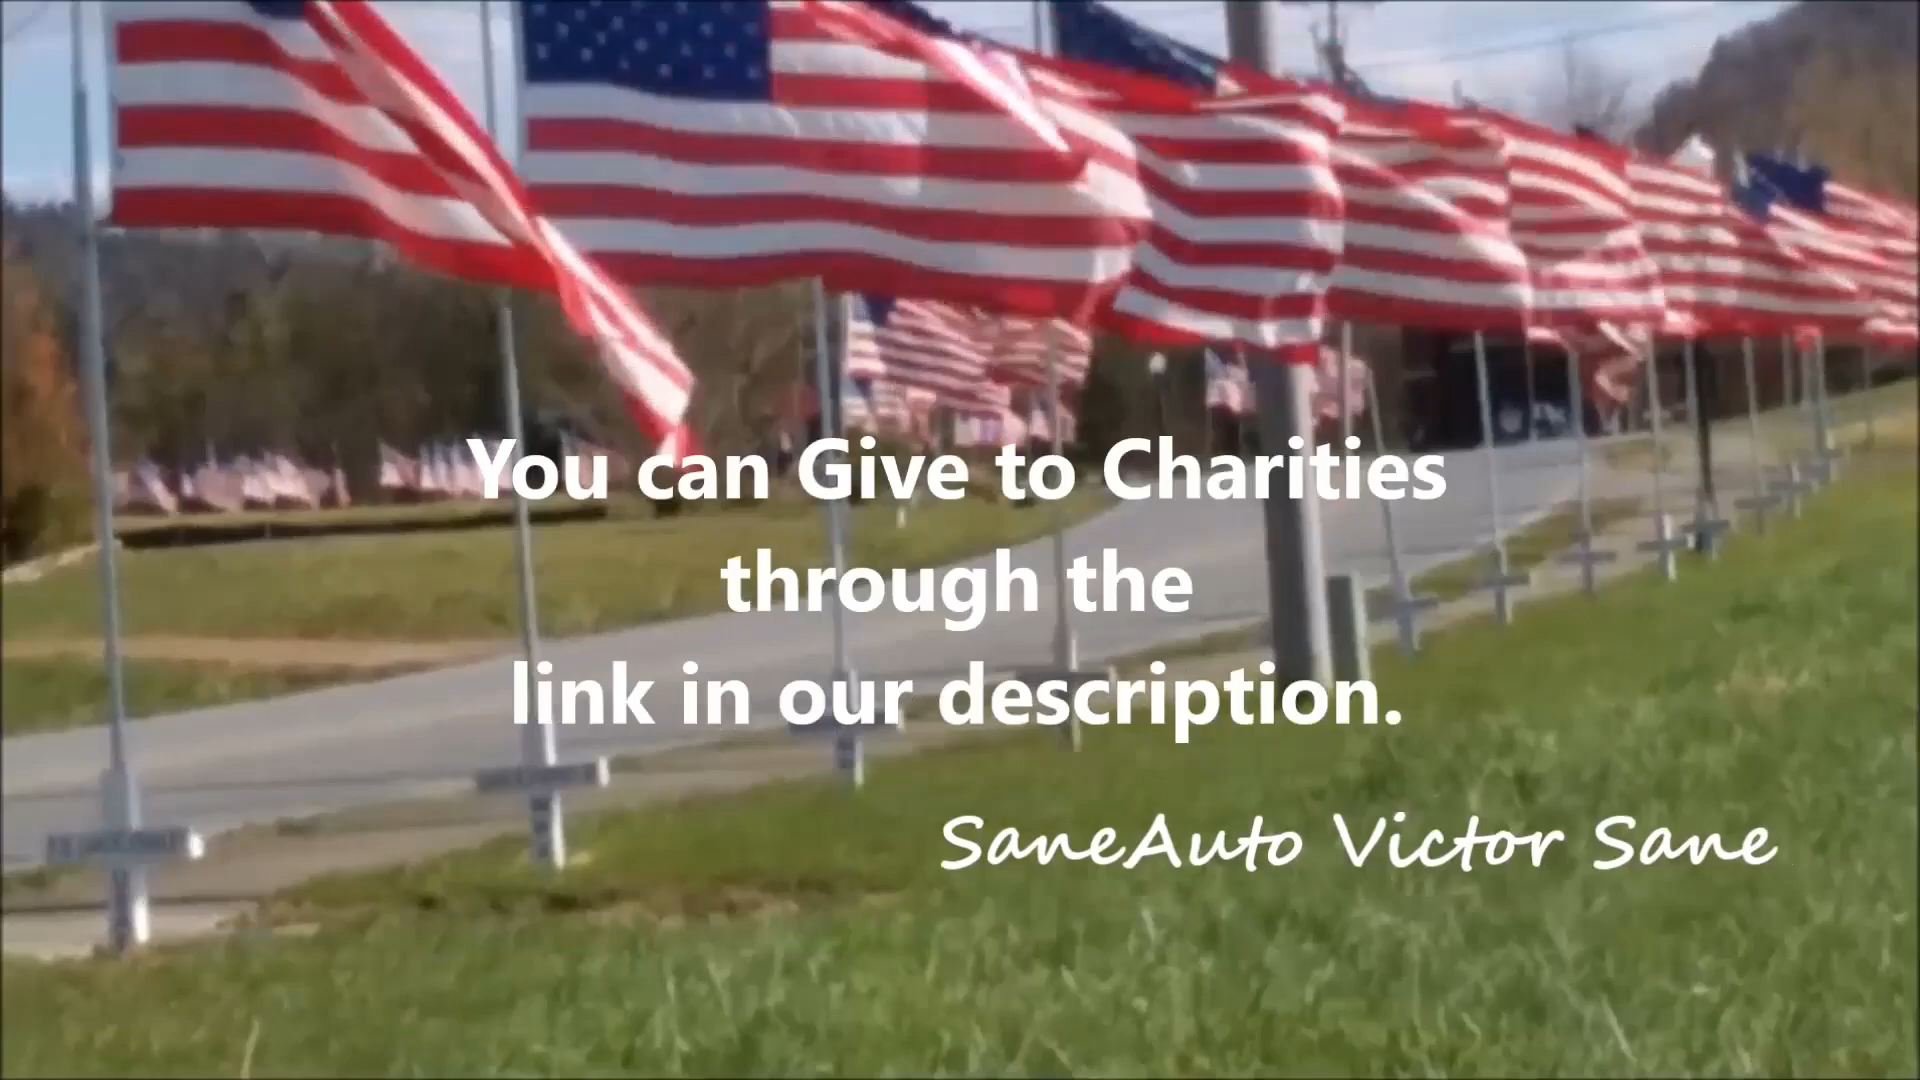 You can Give to Charities
through the
link in our description.
SaneAuto Victor Sane